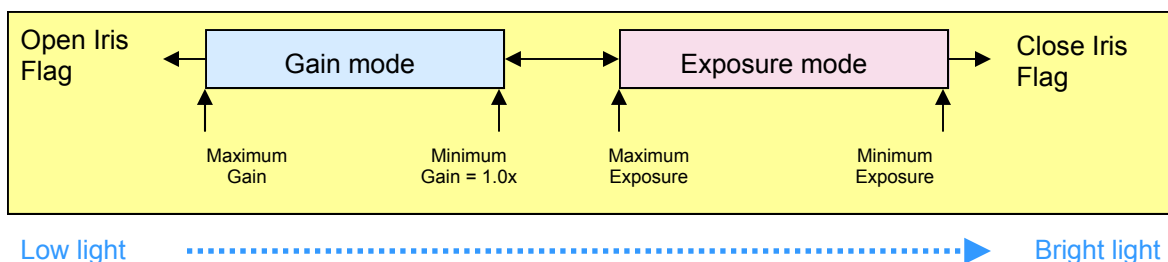 Open Iris
Flag
Gain mode
Exposure mode
Close Iris
Flag
Maximum
Gain
Minimum
Gain = 1.0x
Maximum
Exposure
Minimum
Exposure
Low light
Bright light